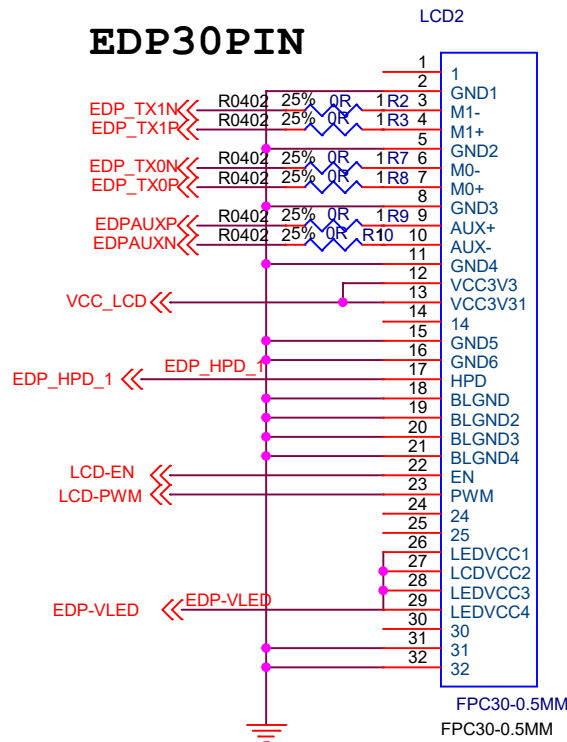 LCD2
EDP30PIN
1 1
2 GND1
EDP_TX1N R0402 25% 0R 1 R2 3 M1-
EDP_TX1P R0402 25% 0R 1 R3 4 M1+
5 GND2
EDP_TX0N R0402 25% 0R 1 R7 6 M0-
EDP_TX0P R0402 25% 0R 1 R8 7 M0+
8 GND3
EDPAUXP R0402 25% 0R 1 R9 9 AUX+
EDPAUXN R0402 25% 0R 1 R10 10 AUX-
11 GND4
12 VCC3V3
VCC_LCD 13 VCC3V31
14 14
15 GND5
16 GND6
EDP_HPD_1 EDP_HPD_1 17 HPD
18 BLGND
19 BLGND2
20 BLGND3
21 BLGND4
LCD-EN 22 EN
LCD-PWM 23 PWM
24 24
25 25
26 LEDVCC1
27 LCDVCC2
28 LEDVCC3
EDP-VLED EDP-VLED 29 LEDVCC4
30 30
31 31
32 32
FPC30-0.5MM
FPC30-0.5MM